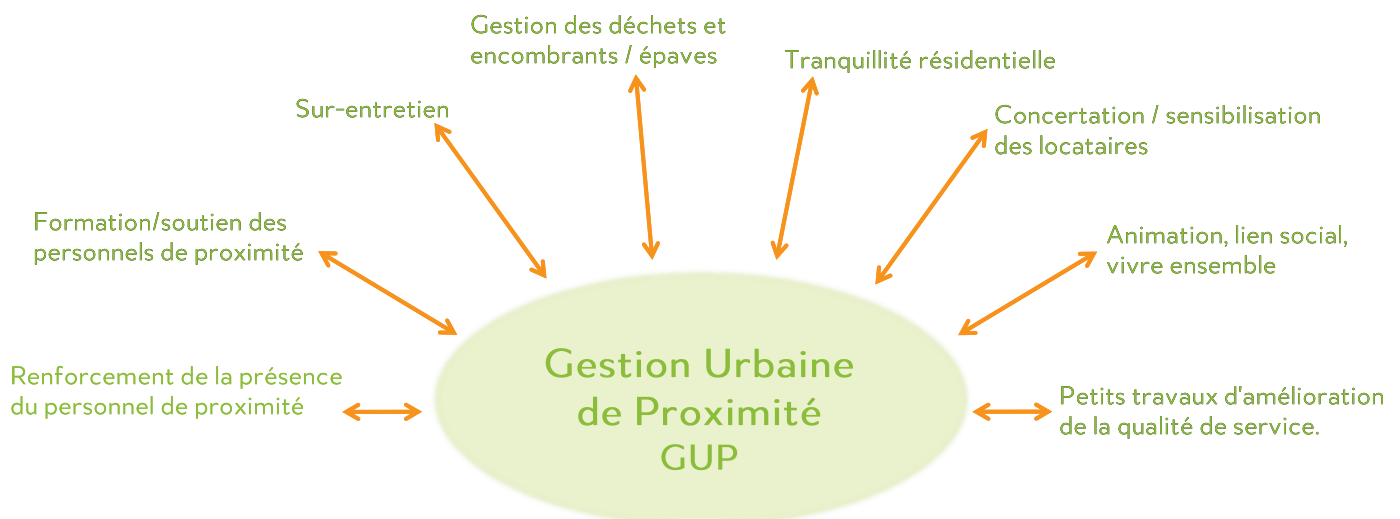 Gestion des déchets et
encombrants / épaves
Tranquillité résidentielle
Sur-entretien
Concertation / sensibilisation
des locataires
Formation/soutien des
personnels de proximité
Animation, lien social,
vivre ensemble
Renforcement de la présence
du personnel de proximité
Gestion Urbaine
de Proximité
GUP
Petits travaux d'amélioration
de la qualité de service.